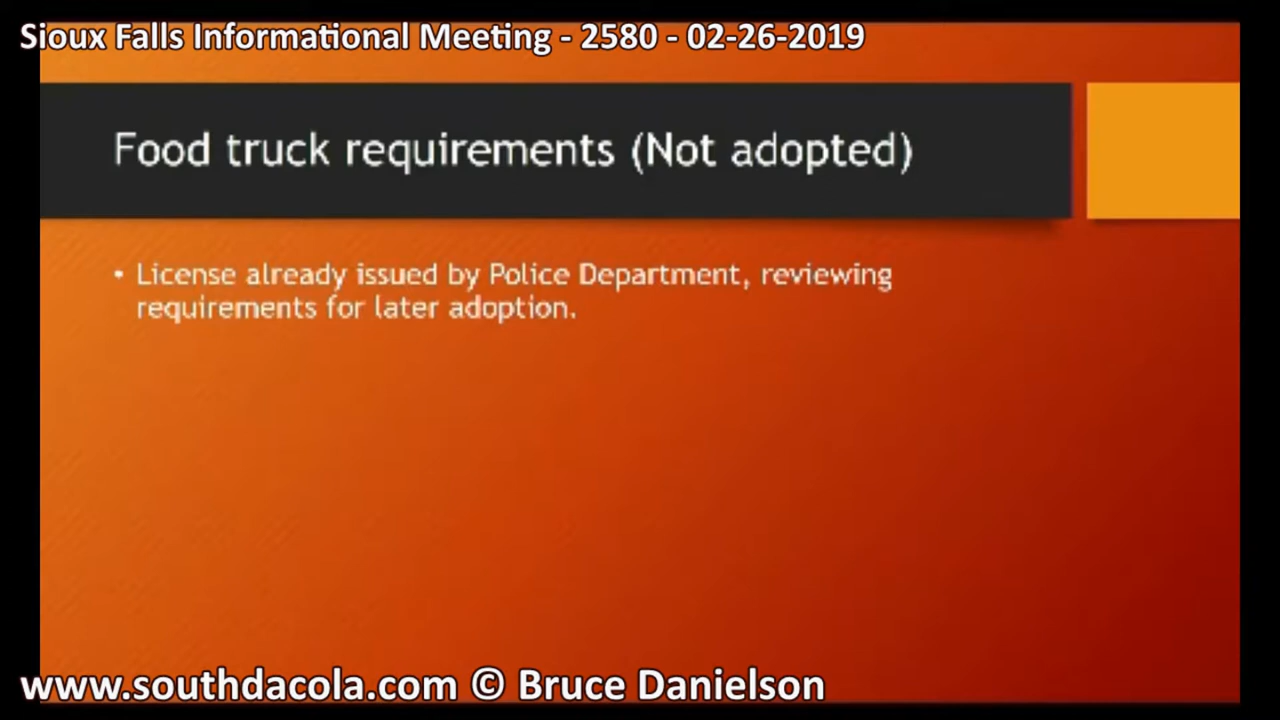 Sioux Falls Informational Meeting - 2580 - 02-26-2019
Food truck requirements (Not adopted)
• License already issued by Police Department, reviewing
requirements for later adoption.
www.southdacola.com © Bruce Danielson